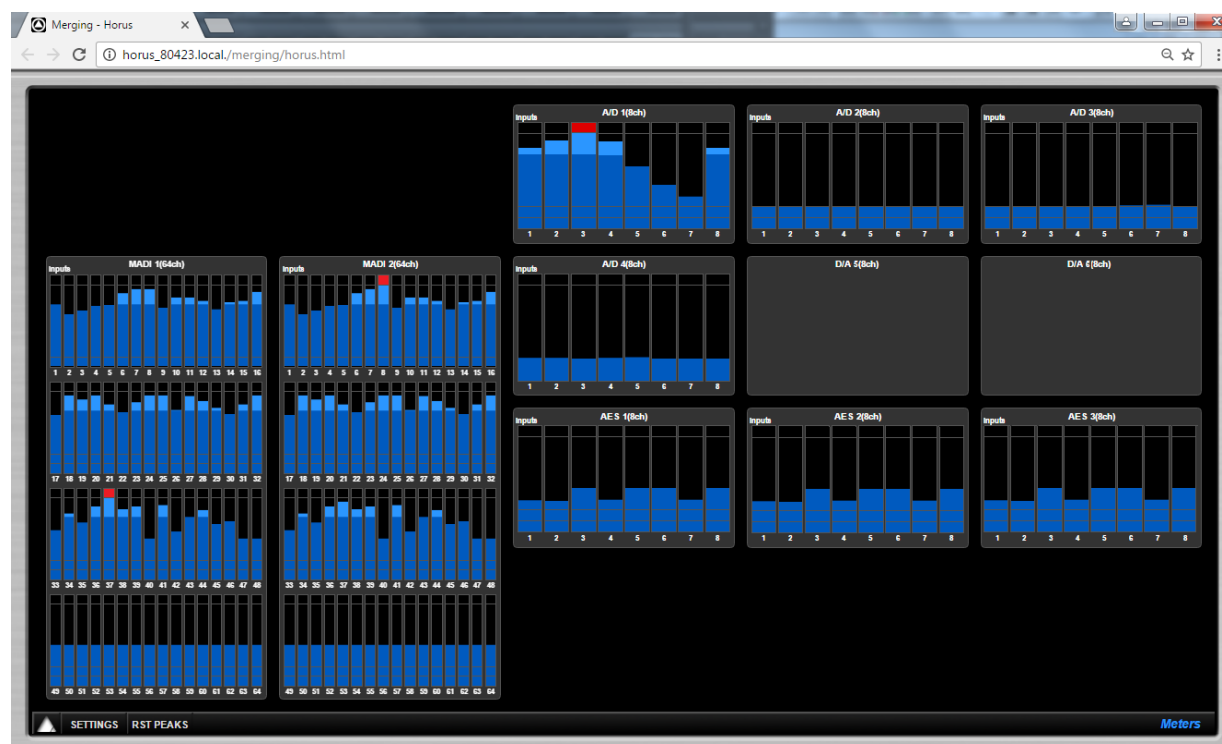 Merging - Horus
horus_80423.local./merging/horus.html
A/D 1(8ch)
Inputs
1 2 3 4 5 6 7 8
A/D 2(8ch)
Inputs
1 2 3 4 5 6 7 8
A/D 3(8ch)
Inputs
1 2 3 4 5 6 7 8
MADI 1(64ch)
Inputs
1 2 3 4 5 6 7 8 9 10 11 12 13 14 15 16
17 18 19 20 21 22 23 24 25 26 27 28 29 30 31 32
33 34 35 36 37 38 39 40 41 42 43 44 45 46 47 48
49 50 51 52 53 54 55 56 57 58 59 60 61 62 63 64
MADI 2(64ch)
Inputs
1 2 3 4 5 6 7 8 9 10 11 12 13 14 15 16
17 18 19 20 21 22 23 24 25 26 27 28 29 30 31 32
33 34 35 36 37 38 39 40 41 42 43 44 45 46 47 48
49 50 51 52 53 54 55 56 57 58 59 60 61 62 63 64
A/D 4(8ch)
Inputs
1 2 3 4 5 6 7 8
D/A 5(8ch)
D/A 6(8ch)
AES 1(8ch)
Inputs
1 2 3 4 5 6 7 8
AES 2(8ch)
Inputs
1 2 3 4 5 6 7 8
AES 3(8ch)
Inputs
1 2 3 4 5 6 7 8
SETTINGS RST PEAKS Meters